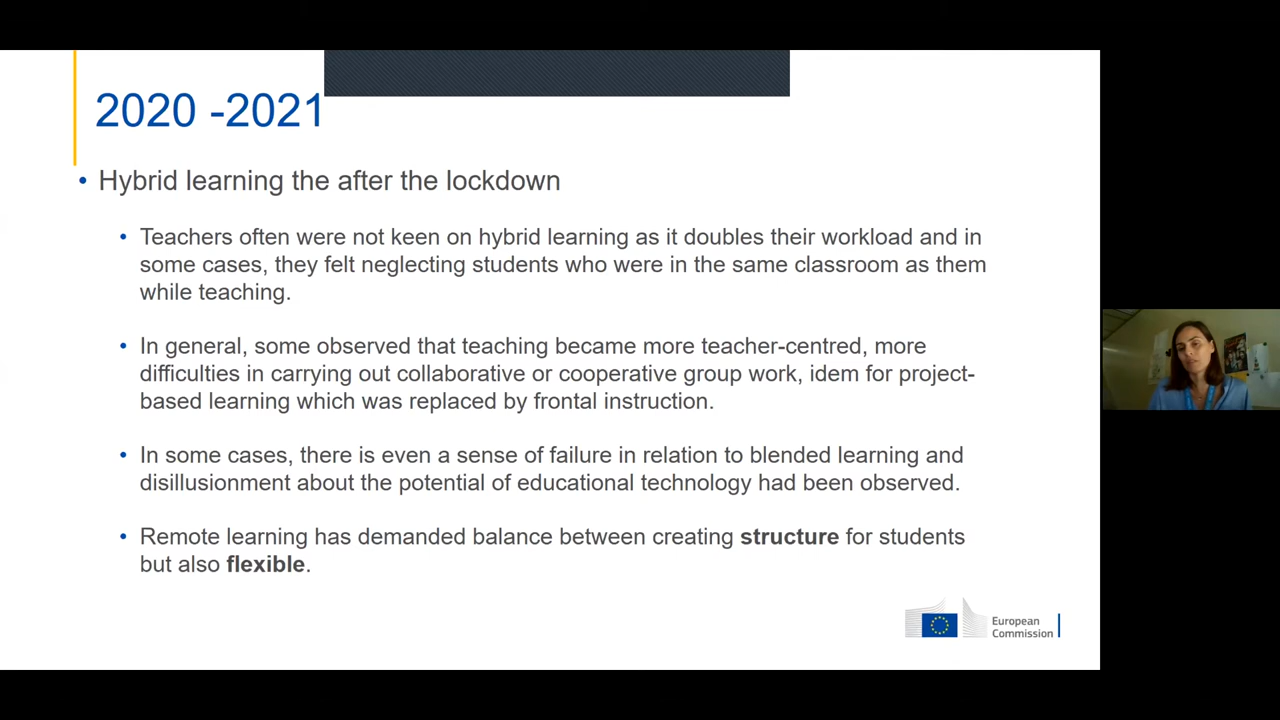 2020 -2021
• Hybrid learning the after the lockdown
• Teachers often were not keen on hybrid learning as it doubles their workload and in
some cases, they felt neglecting students who were in the same classroom as them
while teaching.
• In general, some observed that teaching became more teacher-centred, more
difficulties in carrying out collaborative or cooperative group work, idem for project-
based learning which was replaced by frontal instruction.
• In some cases, there is even a sense of failure in relation to blended learning and
disillusionment about the potential of educational technology had been observed.
• Remote learning has demanded balance between creating structure for students
but also flexible.
European
Commission